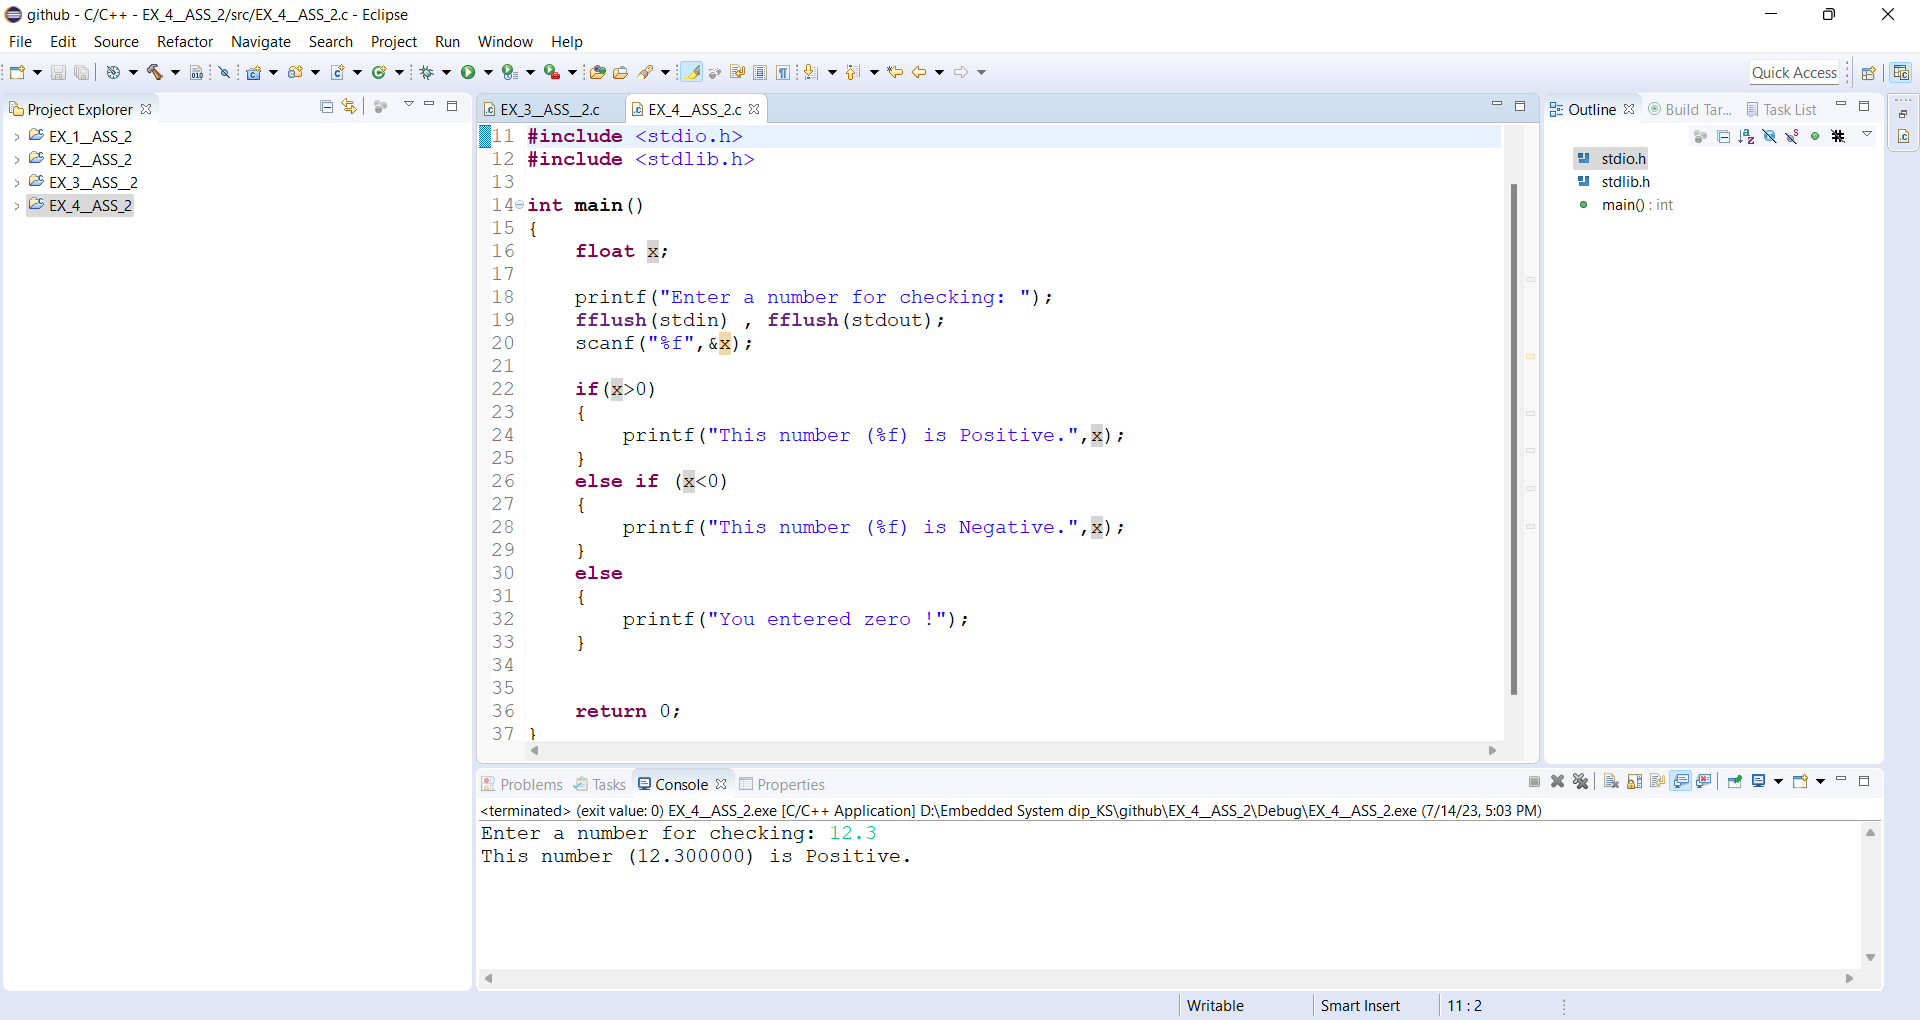 github - C/C++ - EX_4__ASS_2/src/EX_4__ASS_2.c - Eclipse
File Edit Source Refactor Navigate Search Project Run Window Help
Quick Access
Project Explorer
EX_1__ASS_2
EX_2__ASS_2
EX_3__ASS__2
EX_4__ASS_2
EX_3__ASS__2.c EX_4__ASS_2.c
11 #include <stdio.h>
12 #include <stdlib.h>
13
14 int main()
15 {
16     float x;
17
18     printf("Enter a number for checking: ");
19     fflush(stdin) , fflush(stdout);
20     scanf("%f",&x);
21
22     if(x>0)
23     {
24         printf("This number (%f) is Positive.",x);
25     }
26     else if (x<0)
27     {
28         printf("This number (%f) is Negative.",x);
29     }
30     else
31     {
32         printf("You entered zero !");
33     }
34
35
36     return 0;
37 }
Outline Build Tar... Task List
stdio.h
stdlib.h
main() : int
Problems Tasks Console Properties
<terminated> (exit value: 0) EX_4__ASS_2.exe [C/C++ Application] D:\Embedded System dip_KS\github\EX_4__ASS_2\Debug\EX_4__ASS_2.exe (7/14/23, 5:03 PM)
Enter a number for checking: 12.3
This number (12.300000) is Positive.
Writable Smart Insert 11 : 2